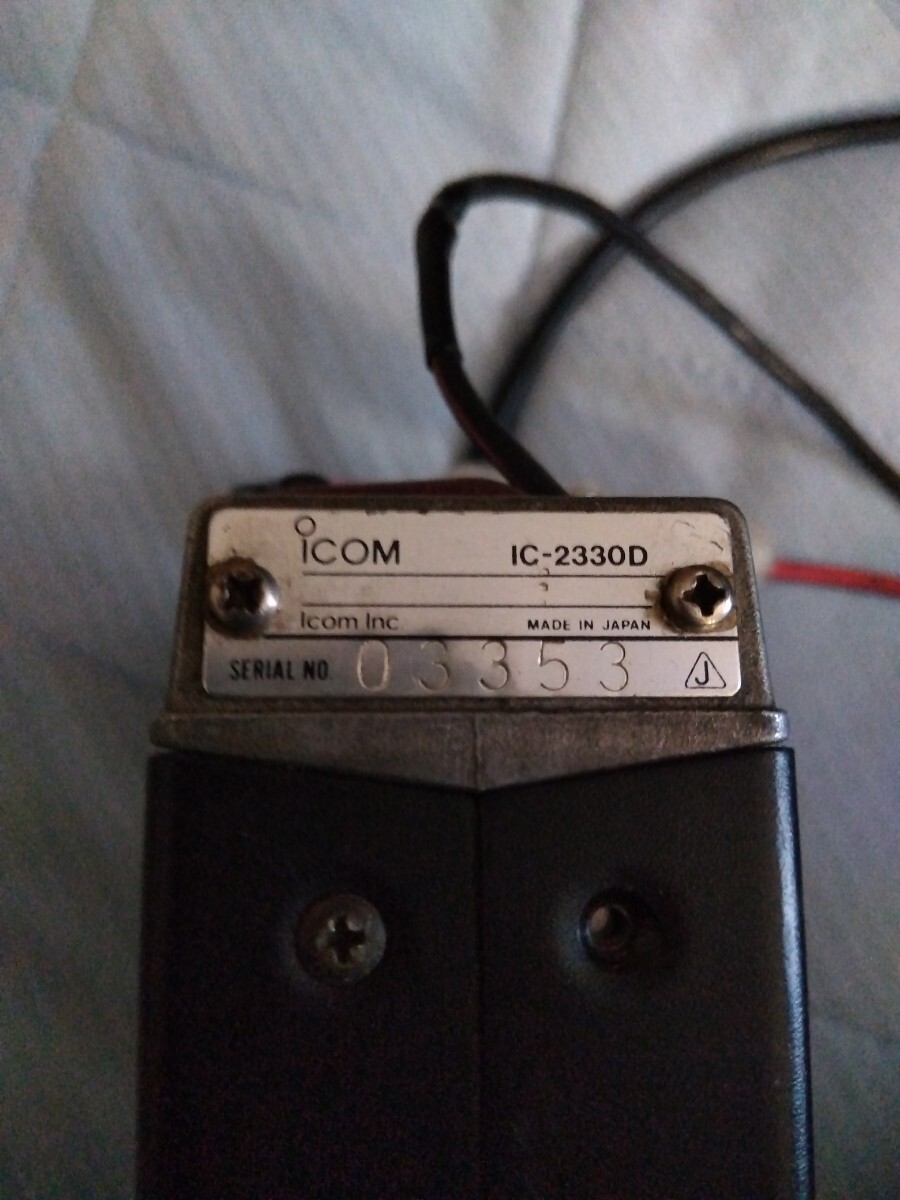 ICOM IC-2330D
Icom Inc. MADE IN JAPAN
SERIAL NO. 03353 J